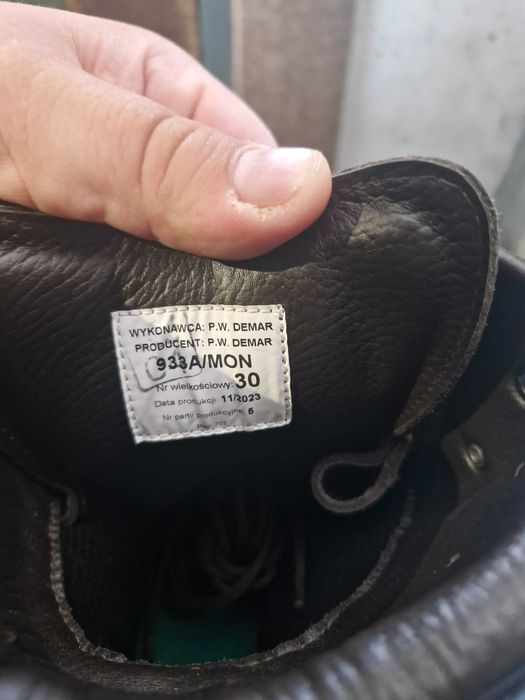 WYKONAWCA: P.W. DEMAR
PRODUCENT: P.W. DEMAR
933A/MON
Nr wielkościowy: 30
Data produkcji: 11/2023
Nr partii produkcyjnej: 5